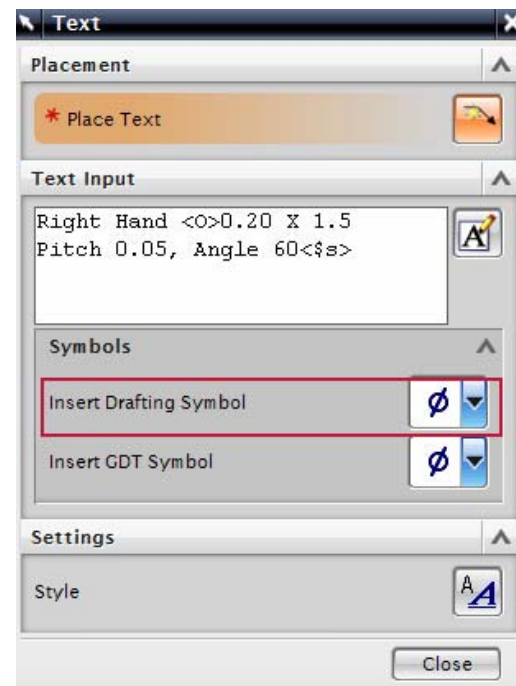 Text
Placement
* Place Text
Text Input
Right Hand <O>0.20 X 1.5
Pitch 0.05, Angle 60<$s>
Symbols
Insert Drafting Symbol
Insert GDT Symbol
Settings
Style
Close